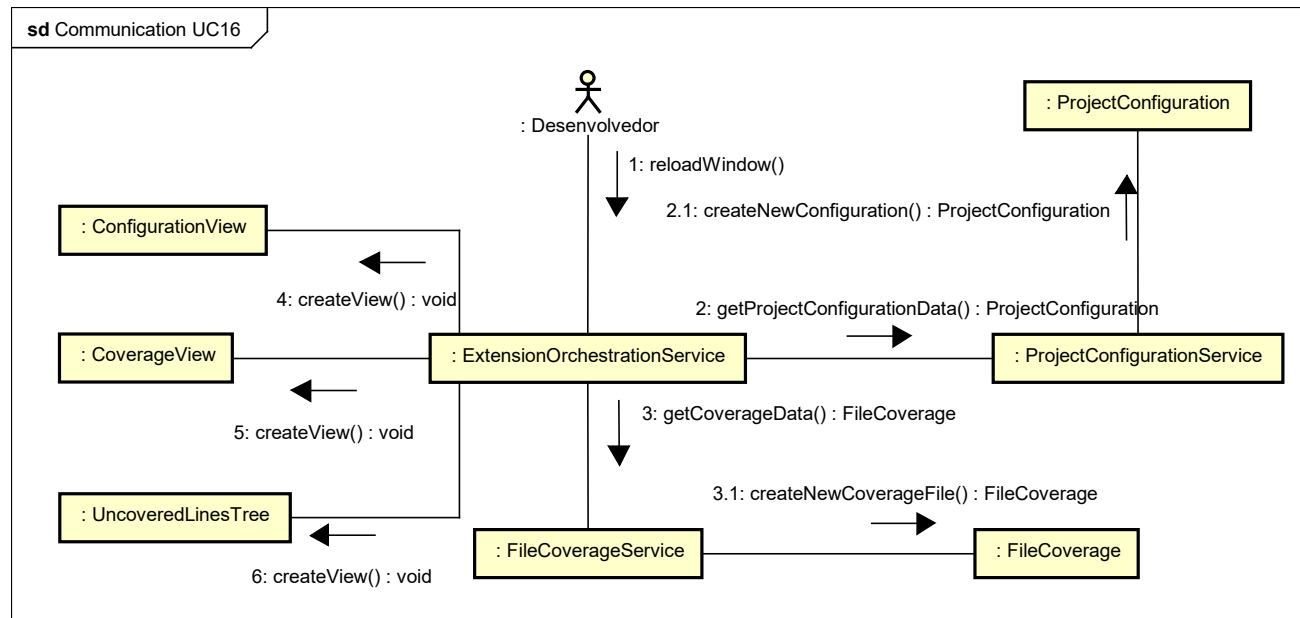 sd Communication UC16
: Desenvolvedor
: ProjectConfiguration
1: reloadWindow()
2.1: createNewConfiguration() : ProjectConfiguration
: ConfigurationView
4: createView() : void
2: getProjectConfigurationData() : ProjectConfiguration
: CoverageView
: ExtensionOrchestrationService
: ProjectConfigurationService
3: getCoverageData() : FileCoverage
5: createView() : void
3.1: createNewCoverageFile() : FileCoverage
: UncoveredLinesTree
: FileCoverageService
: FileCoverage
6: createView() : void